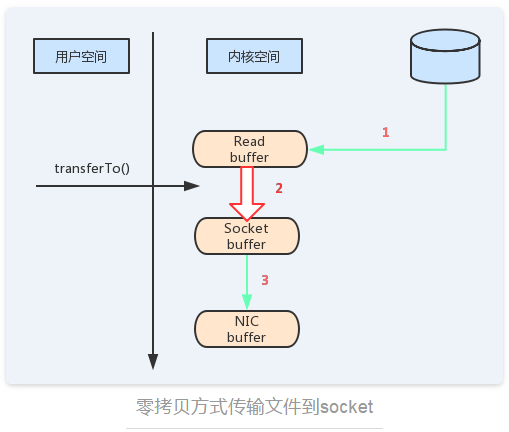 用户空间
内核空间
1
Read
buffer
transferTo()
2
Socket
buffer
3
NIC
buffer
零拷贝方式传输文件到socket